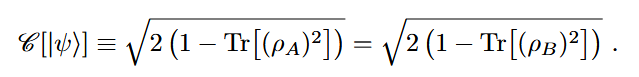 𝒞[|ψ⟩] ≡ √(2 (1 − Tr[(ρ_A)²])) = √(2 (1 − Tr[(ρ_B)²])) .